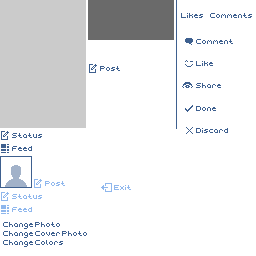 Likes Comments
Comment
Post
Like
Share
Done
Discard
Status
Feed
Post
Exit
Status
Feed
Change Photo
Change Cover Photo
Change Colors